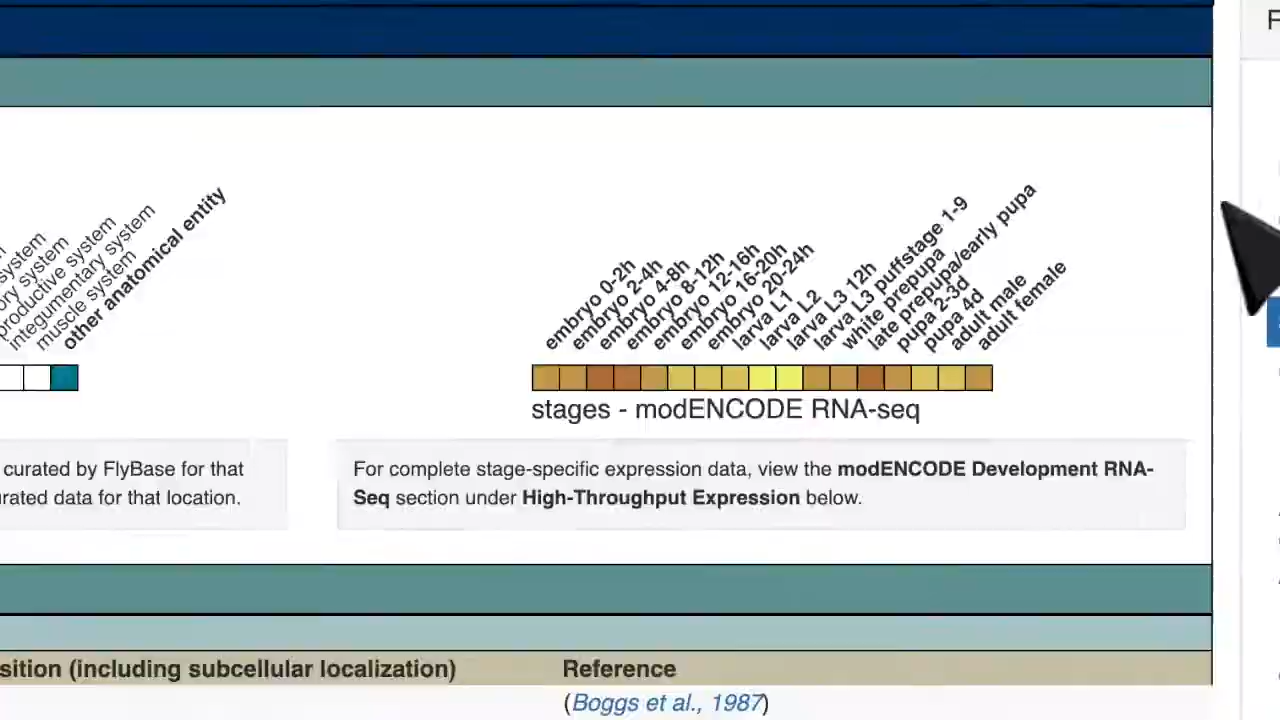 F
system
system
productive system
integumentary system
muscle system
other anatomical entity
embryo 0-2h
embryo 2-4h
embryo 4-8h
embryo 8-12h
embryo 12-16h
embryo 16-20h
embryo 20-24h
larva L1
larva L2
larva L3 12h
larva L3 puffstage 1-9
white prepupa
late prepupa/early pupa
pupa 2-3d
pupa 4d
adult male
adult female
stages - modENCODE RNA-seq
curated by FlyBase for that
urated data for that location.
For complete stage-specific expression data, view the modENCODE Development RNA-
Seq section under High-Throughput Expression below.
sition (including subcellular localization)
Reference
(Boggs et al., 1987)